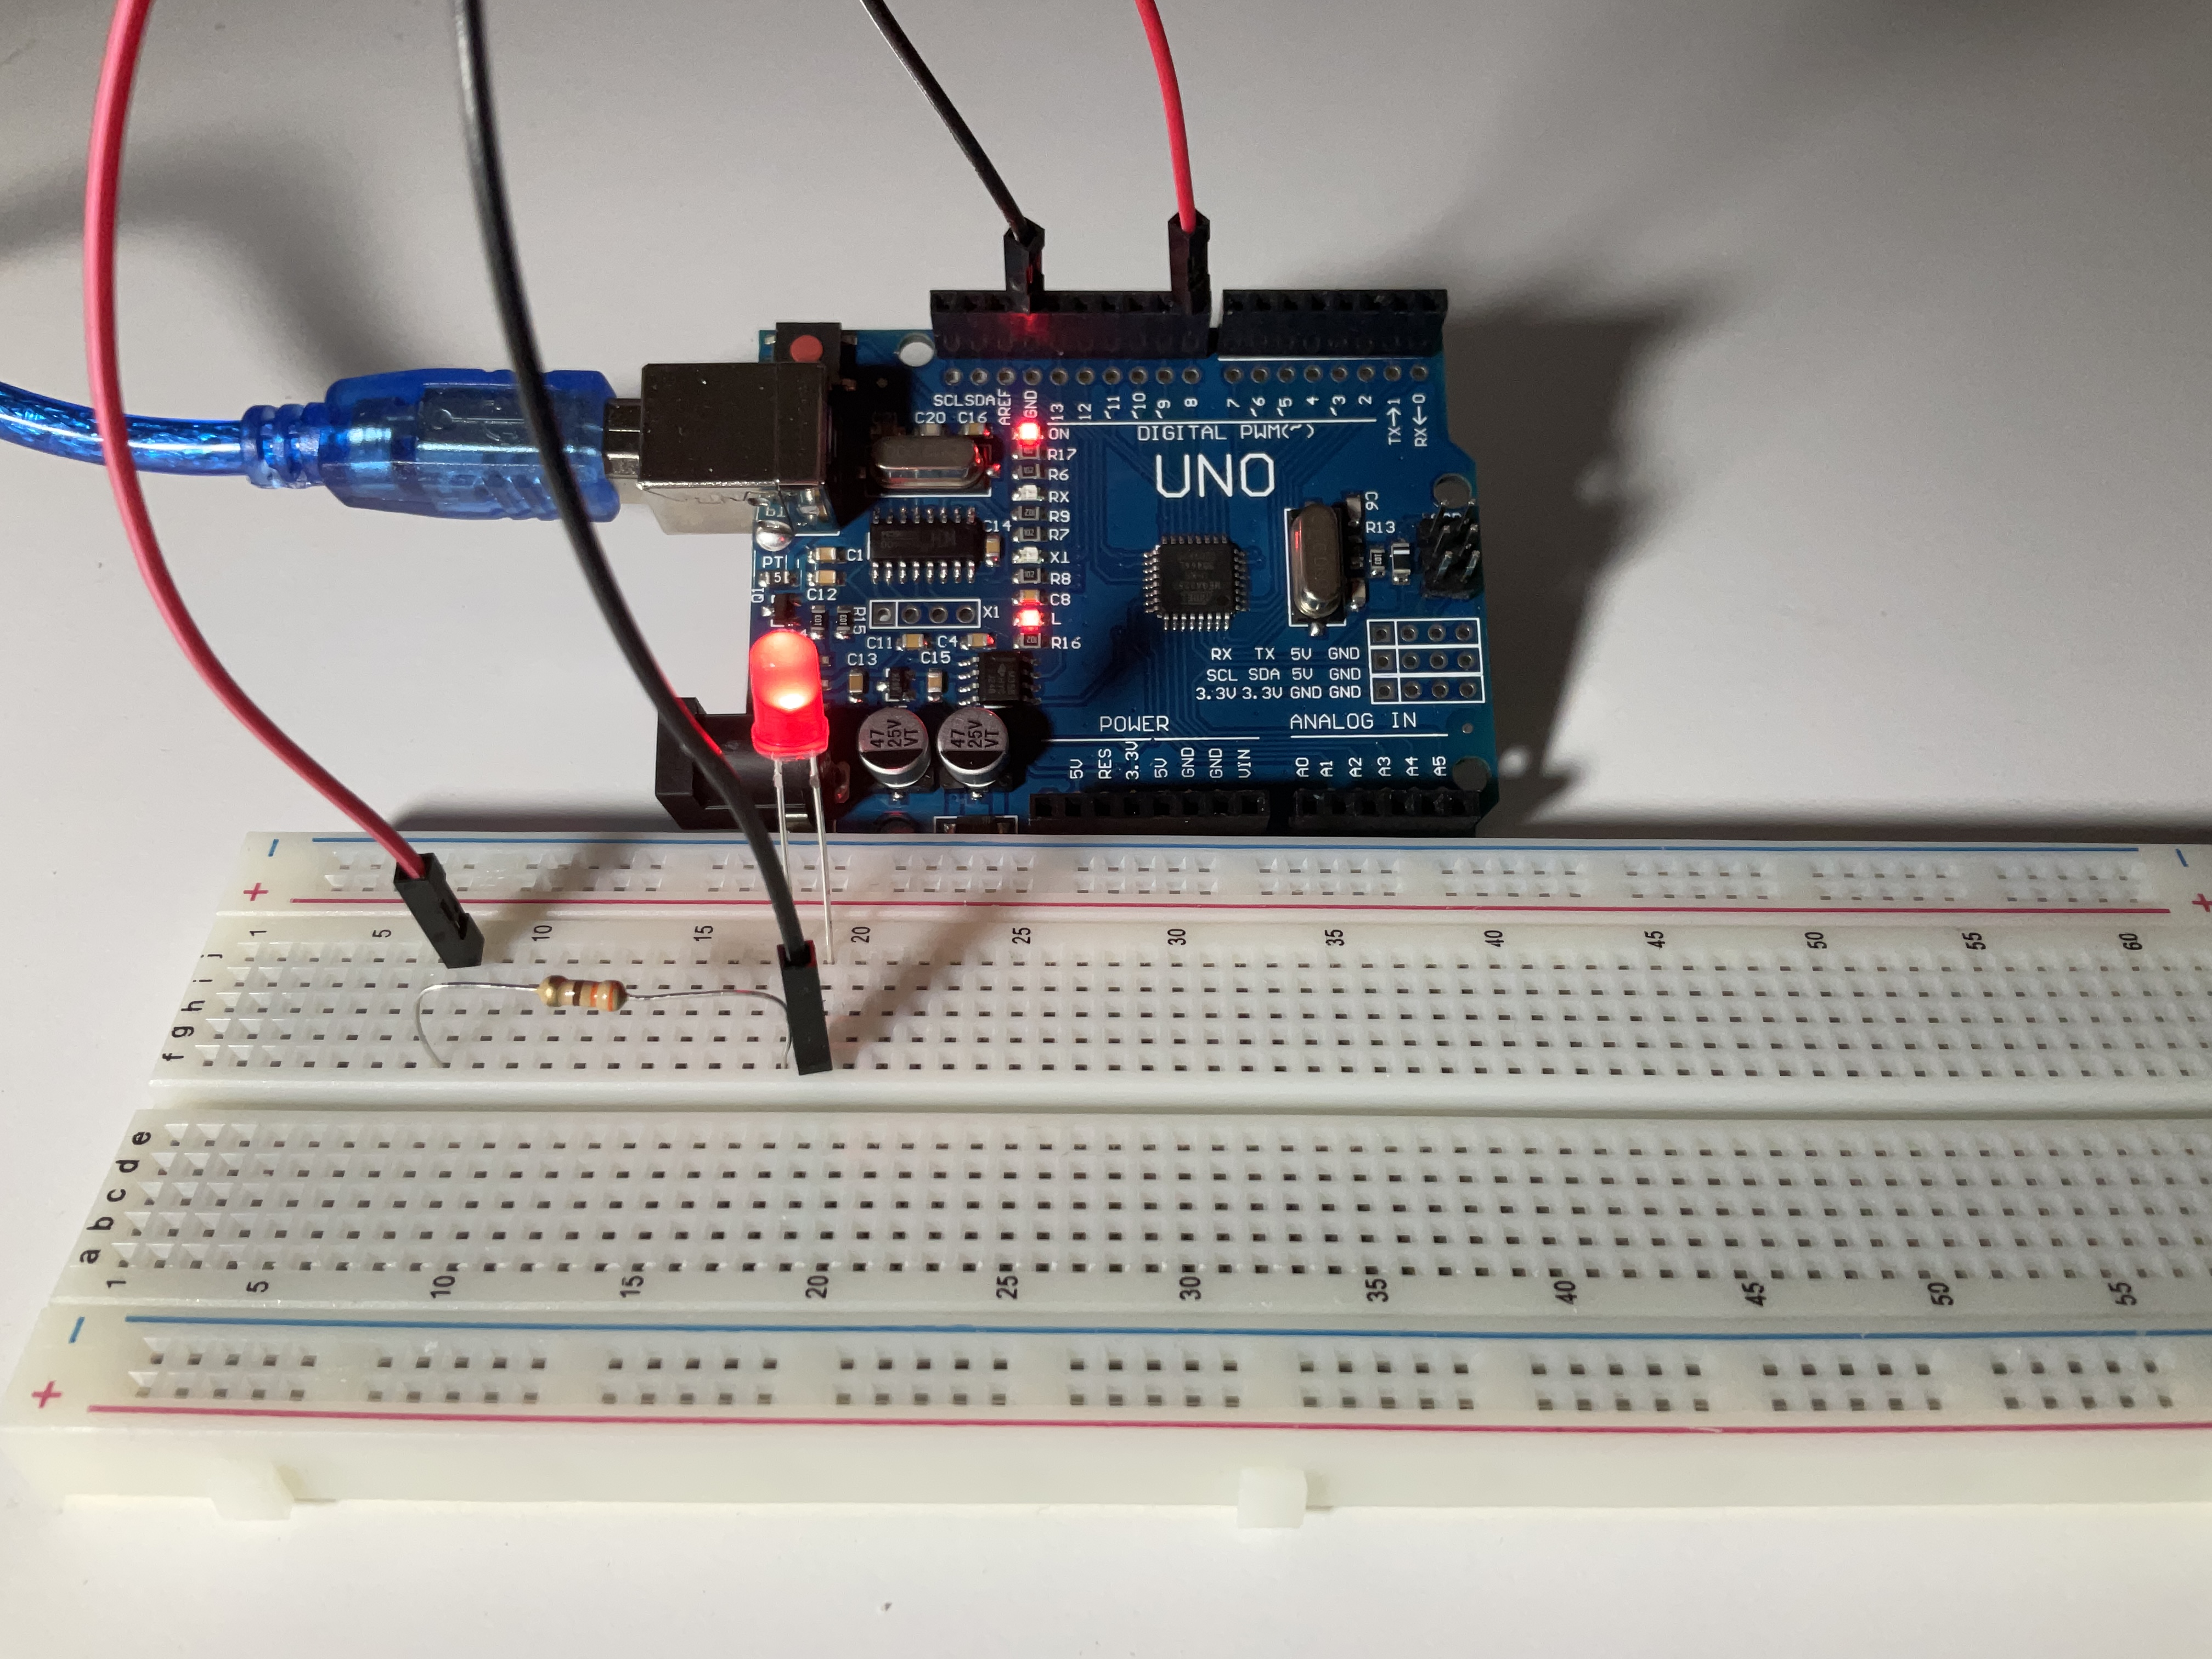 SCL SDA AREF GND 13 12 ~11 ~10 ~9 8 7 ~6 ~5 4 ~3 2 TX→1 RX←0
C20 C16 ON DIGITAL PWM(~)
R17
R6
UNO
RX C6
R9 R13
C14 R7
C1 TX
PT R8
5
C12 C8
Q1 R15 X1 L
C11 C4 R16
C13 C15
RX TX 5V GND
SCL SDA 5V GND
3.3V 3.3V GND GND
47 25V VT
47 25V VT
POWER ANALOG IN
5V RES 3.3V 5V GND GND VIN A0 A1 A2 A3 A4 A5
− −
+ +
1 5 10 15 20 25 30 35 40 45 50 55 60
j
i
h
g
f
e
d
c
b
a
1 5 10 15 20 25 30 35 40 45 50 55
−
+